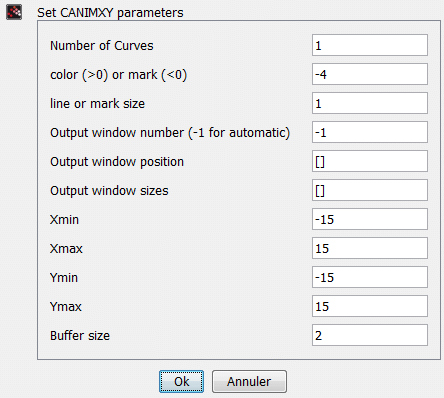 Set CANIMXY parameters
Number of Curves 1
color (>0) or mark (<0) -4
line or mark size 1
Output window number (-1 for automatic) -1
Output window position []
Output window sizes []
Xmin -15
Xmax 15
Ymin -15
Ymax 15
Buffer size 2
Ok Annuler